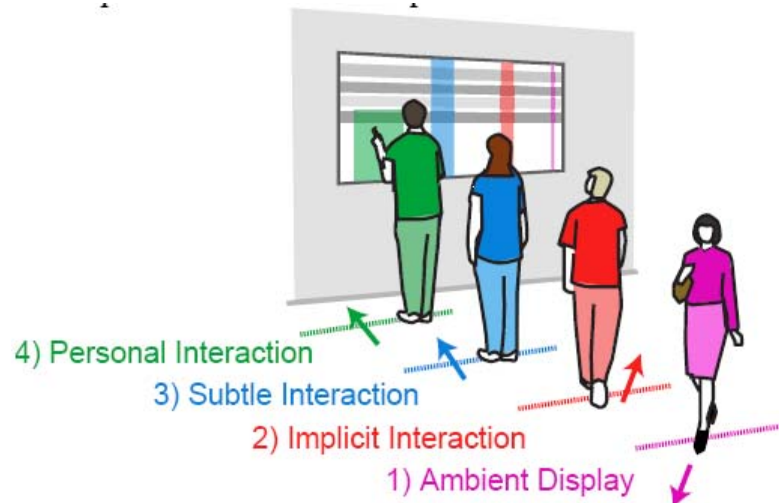 4) Personal Interaction
3) Subtle Interaction
2) Implicit Interaction
1) Ambient Display